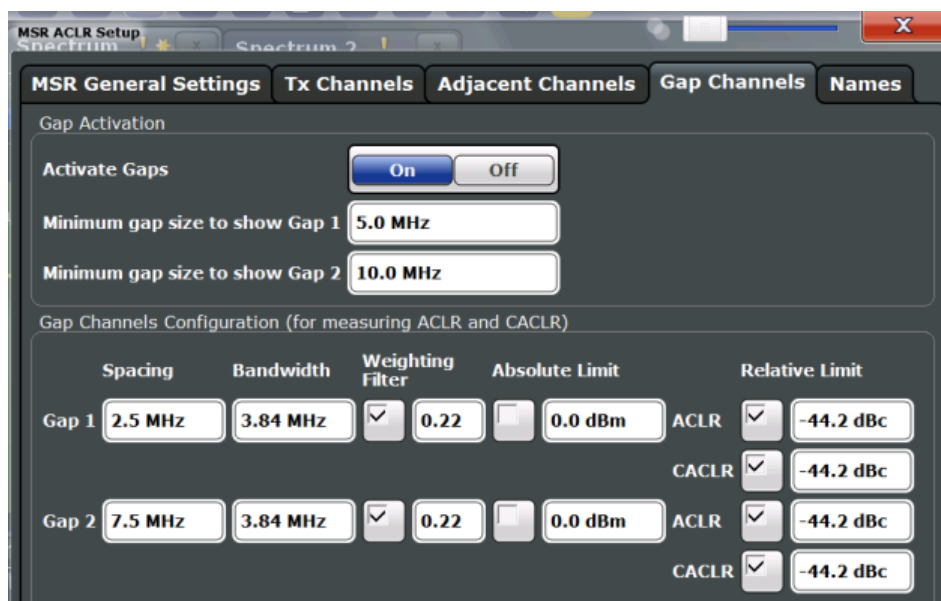 MSR ACLR Setup
Spectrum Spectrum 2 !
X
MSR General Settings Tx Channels Adjacent Channels Gap Channels Names
Gap Activation
Activate Gaps On Off
Minimum gap size to show Gap 1 5.0 MHz
Minimum gap size to show Gap 2 10.0 MHz
Gap Channels Configuration (for measuring ACLR and CACLR)
Spacing Bandwidth Weighting Filter Absolute Limit Relative Limit
Gap 1 2.5 MHz 3.84 MHz 0.22 0.0 dBm ACLR -44.2 dBc
CACLR -44.2 dBc
Gap 2 7.5 MHz 3.84 MHz 0.22 0.0 dBm ACLR -44.2 dBc
CACLR -44.2 dBc